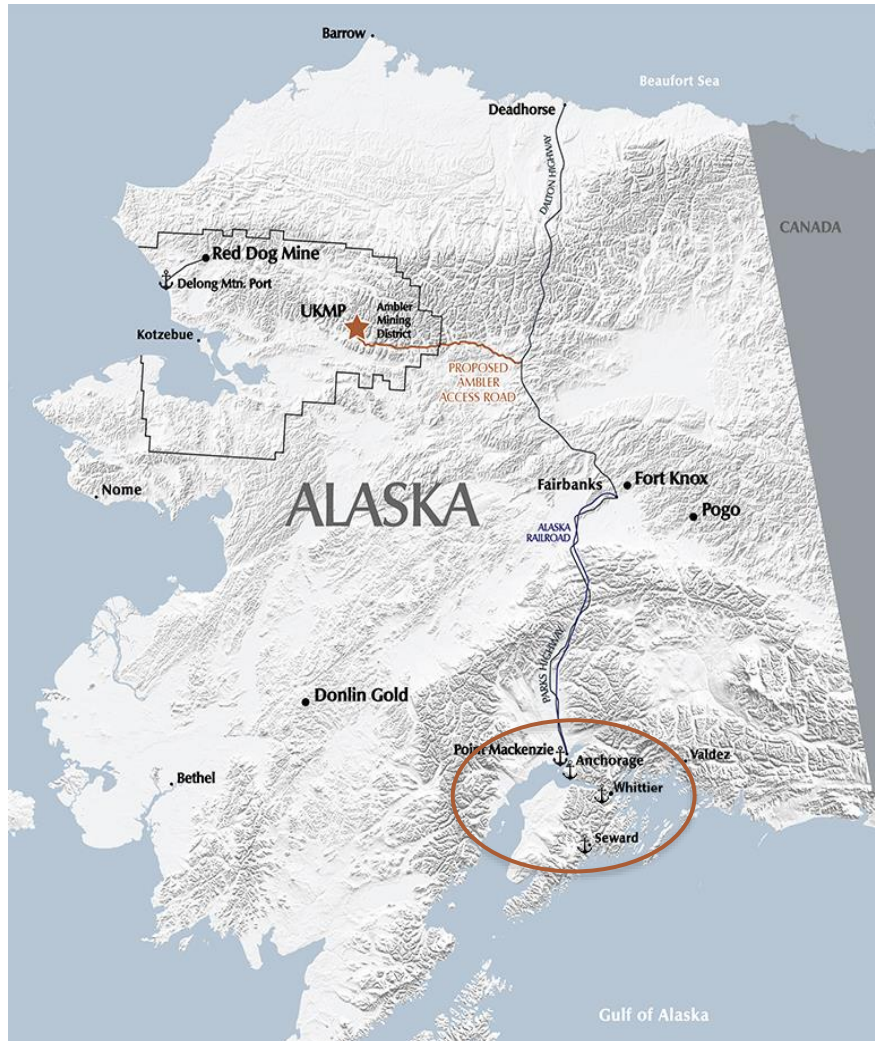 Barrow
Beaufort Sea
Deadhorse
DALTON HIGHWAY
CANADA
Red Dog Mine
Delong Mtn. Port
UKMP
Ambler
Mining
District
Kotzebue
PROPOSED
AMBLER
ACCESS ROAD
Nome
ALASKA
Fairbanks
Fort Knox
Pogo
ALASKA
RAILROAD
PARKS HIGHWAY
Donlin Gold
Point Mackenzie
Anchorage
Valdez
Bethel
Whittier
Seward
Gulf of Alaska